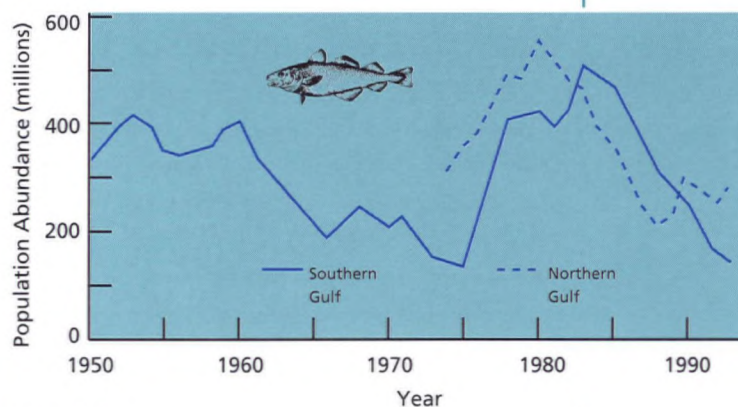 Population Abundance (millions)
600
400
200
0
Southern
Gulf
Northern
Gulf
1950
1960
1970
1980
1990
Year